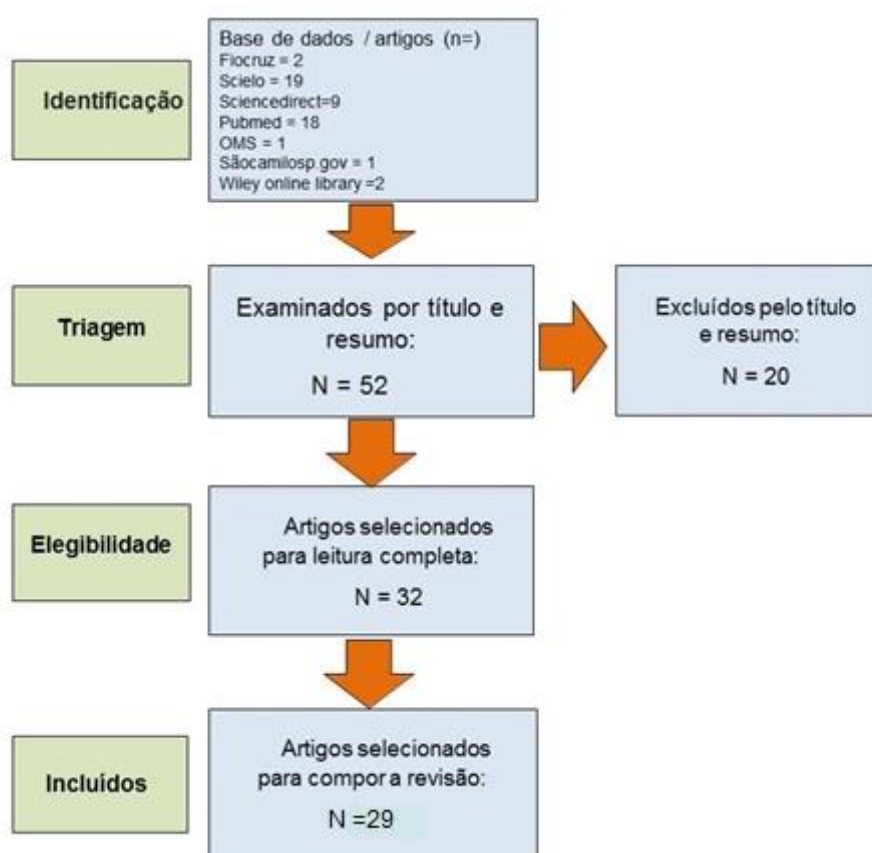 Identificação
Base de dados / artigos (n=)
Fiocruz = 2
Scielo = 19
Sciencedirect=9
Pubmed = 18
OMS = 1
Sãocamilosp.gov = 1
Wiley online library =2
Triagem
Examinados por título e
resumo:
N = 52
Excluídos pelo título
e resumo:
N = 20
Elegibilidade
Artigos selecionados
para leitura completa:
N = 32
Incluídos
Artigos selecionados
para compor a revisão:
N =29